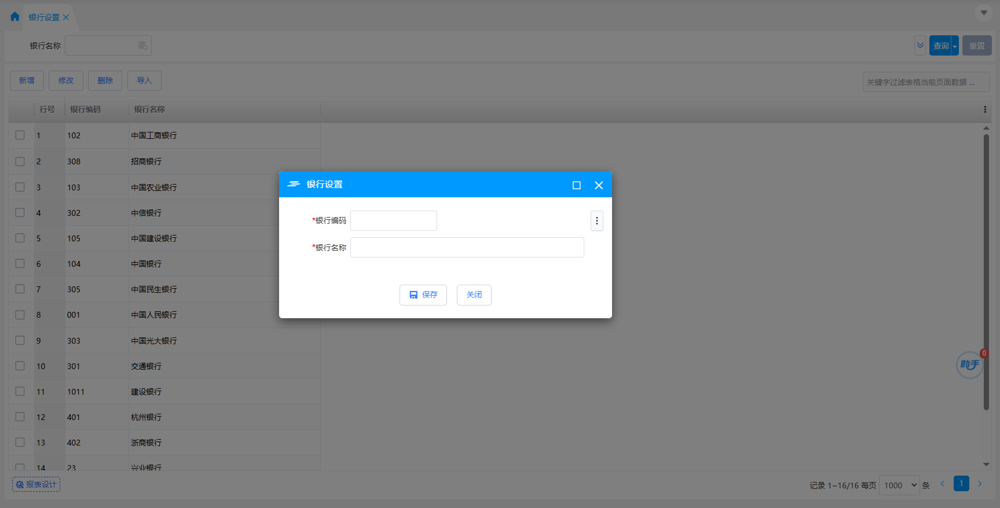 银行设置
银行名称
查询
重置
新增 修改 删除 导入
关键字过滤表格当前页面数据 ...
行号 银行编码 银行名称
1 102 中国工商银行
2 308 招商银行
3 103 中国农业银行
4 302 中信银行
5 105 中国建设银行
6 104 中国银行
7 305 中国民生银行
8 001 中国人民银行
9 303 中国光大银行
10 301 交通银行
11 1011 建设银行
12 401 杭州银行
13 402 浙商银行
14 23 兴业银行
银行设置
*银行编码
*银行名称
保存 关闭
0
助手
报表设计
记录 1~16/16 每页 1000 条 1